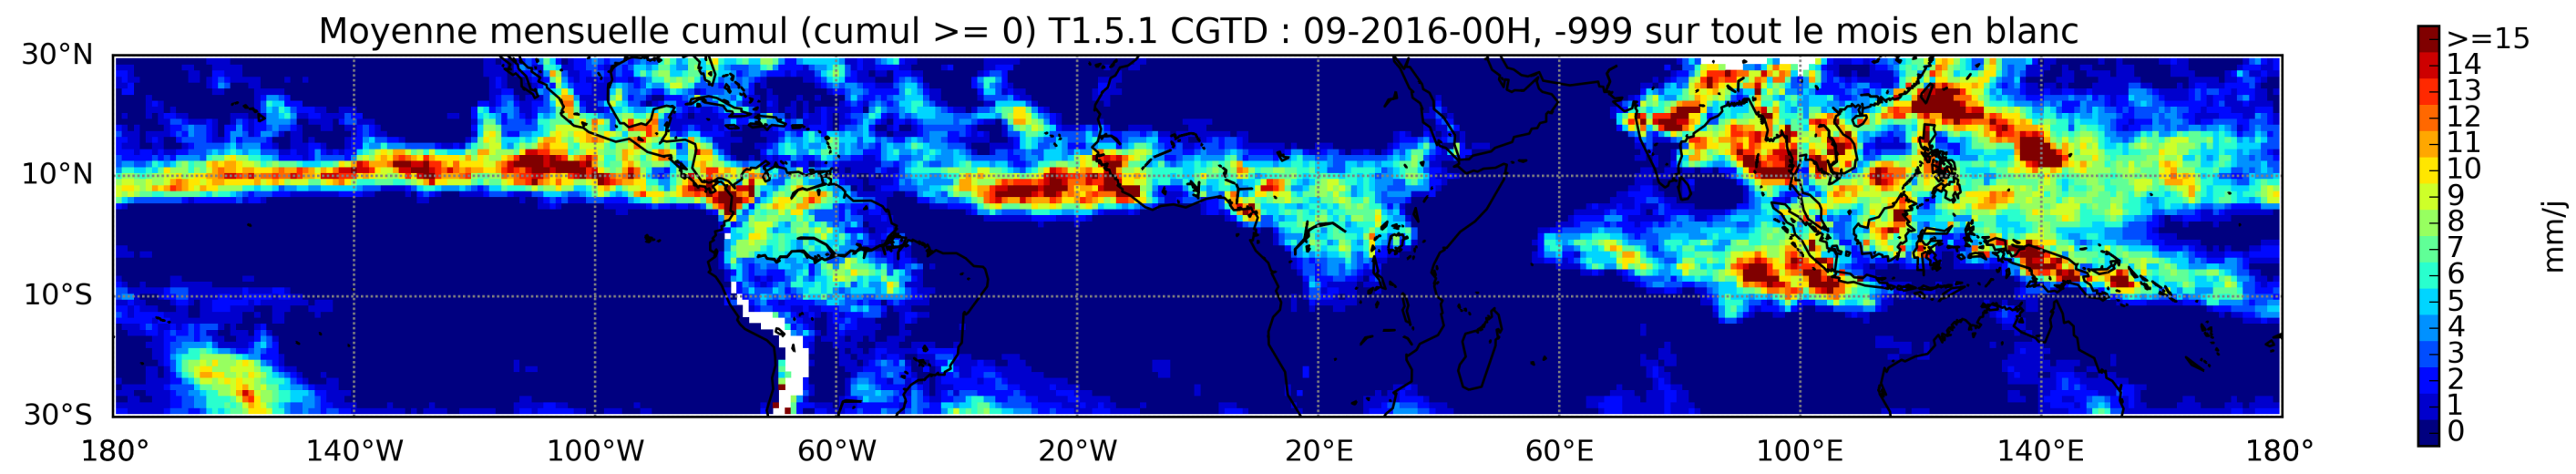 Moyenne mensuelle cumul (cumul >= 0) T1.5.1 CGTD : 09-2016-00H, -999 sur tout le mois en blanc
30°N
10°N
10°S
30°S
180° 140°W 100°W 60°W 20°W 20°E 60°E 100°E 140°E 180°
>=15
14
13
12
11
10
9
8
7
6
5
4
3
2
1
0
mm/j